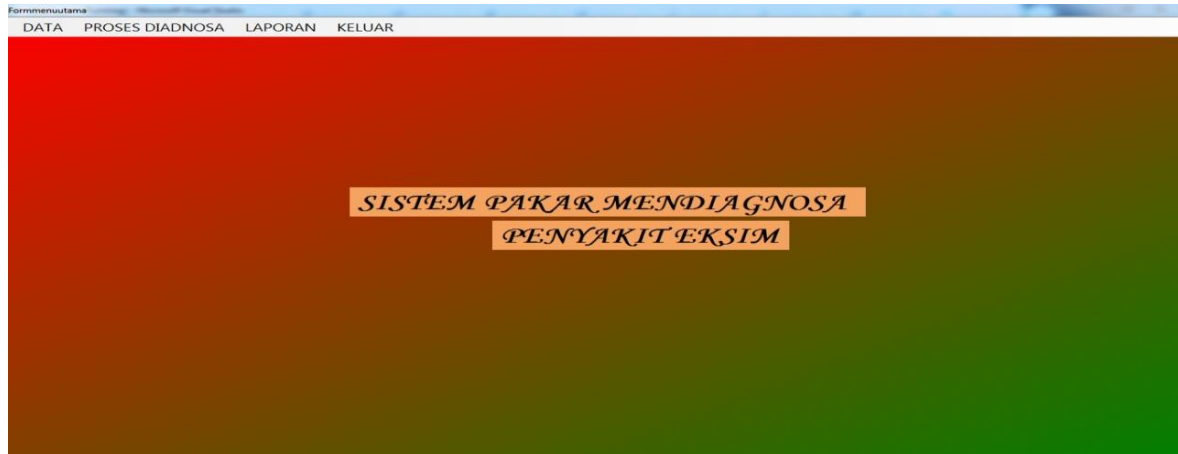 Formmenuutama
DATA PROSES DIADNOSA LAPORAN KELUAR
SISTEM PAKAR MENDIAGNOSA
PENYAKIT EKSIM